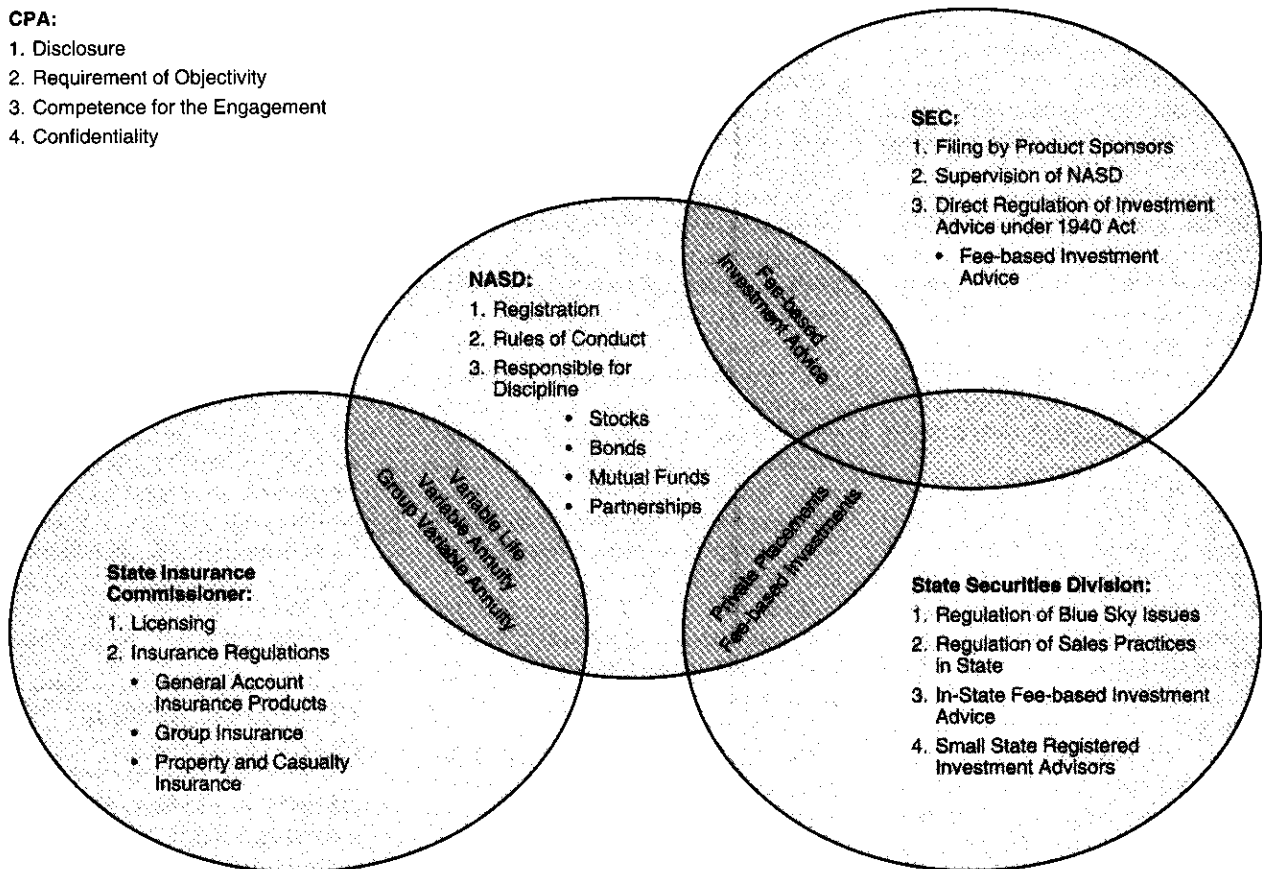 CPA:
1. Disclosure
2. Requirement of Objectivity
3. Competence for the Engagement
4. Confidentiality
SEC:
1. Filing by Product Sponsors
2. Supervision of NASD
3. Direct Regulation of Investment
Advice under 1940 Act
• Fee-based Investment
Advice
Fee-based
Investment Advice
NASD:
1. Registration
2. Rules of Conduct
3. Responsible for
Discipline
• Stocks
• Bonds
• Mutual Funds
• Partnerships
Variable Life
Variable Annuity
Group Variable Annuity
Private Placements
Fee-based Investments
State Insurance
Commissioner:
1. Licensing
2. Insurance Regulations
• General Account
Insurance Products
• Group Insurance
• Property and Casualty
Insurance
State Securities Division:
1. Regulation of Blue Sky Issues
2. Regulation of Sales Practices
in State
3. In-State Fee-based Investment
Advice
4. Small State Registered
Investment Advisors